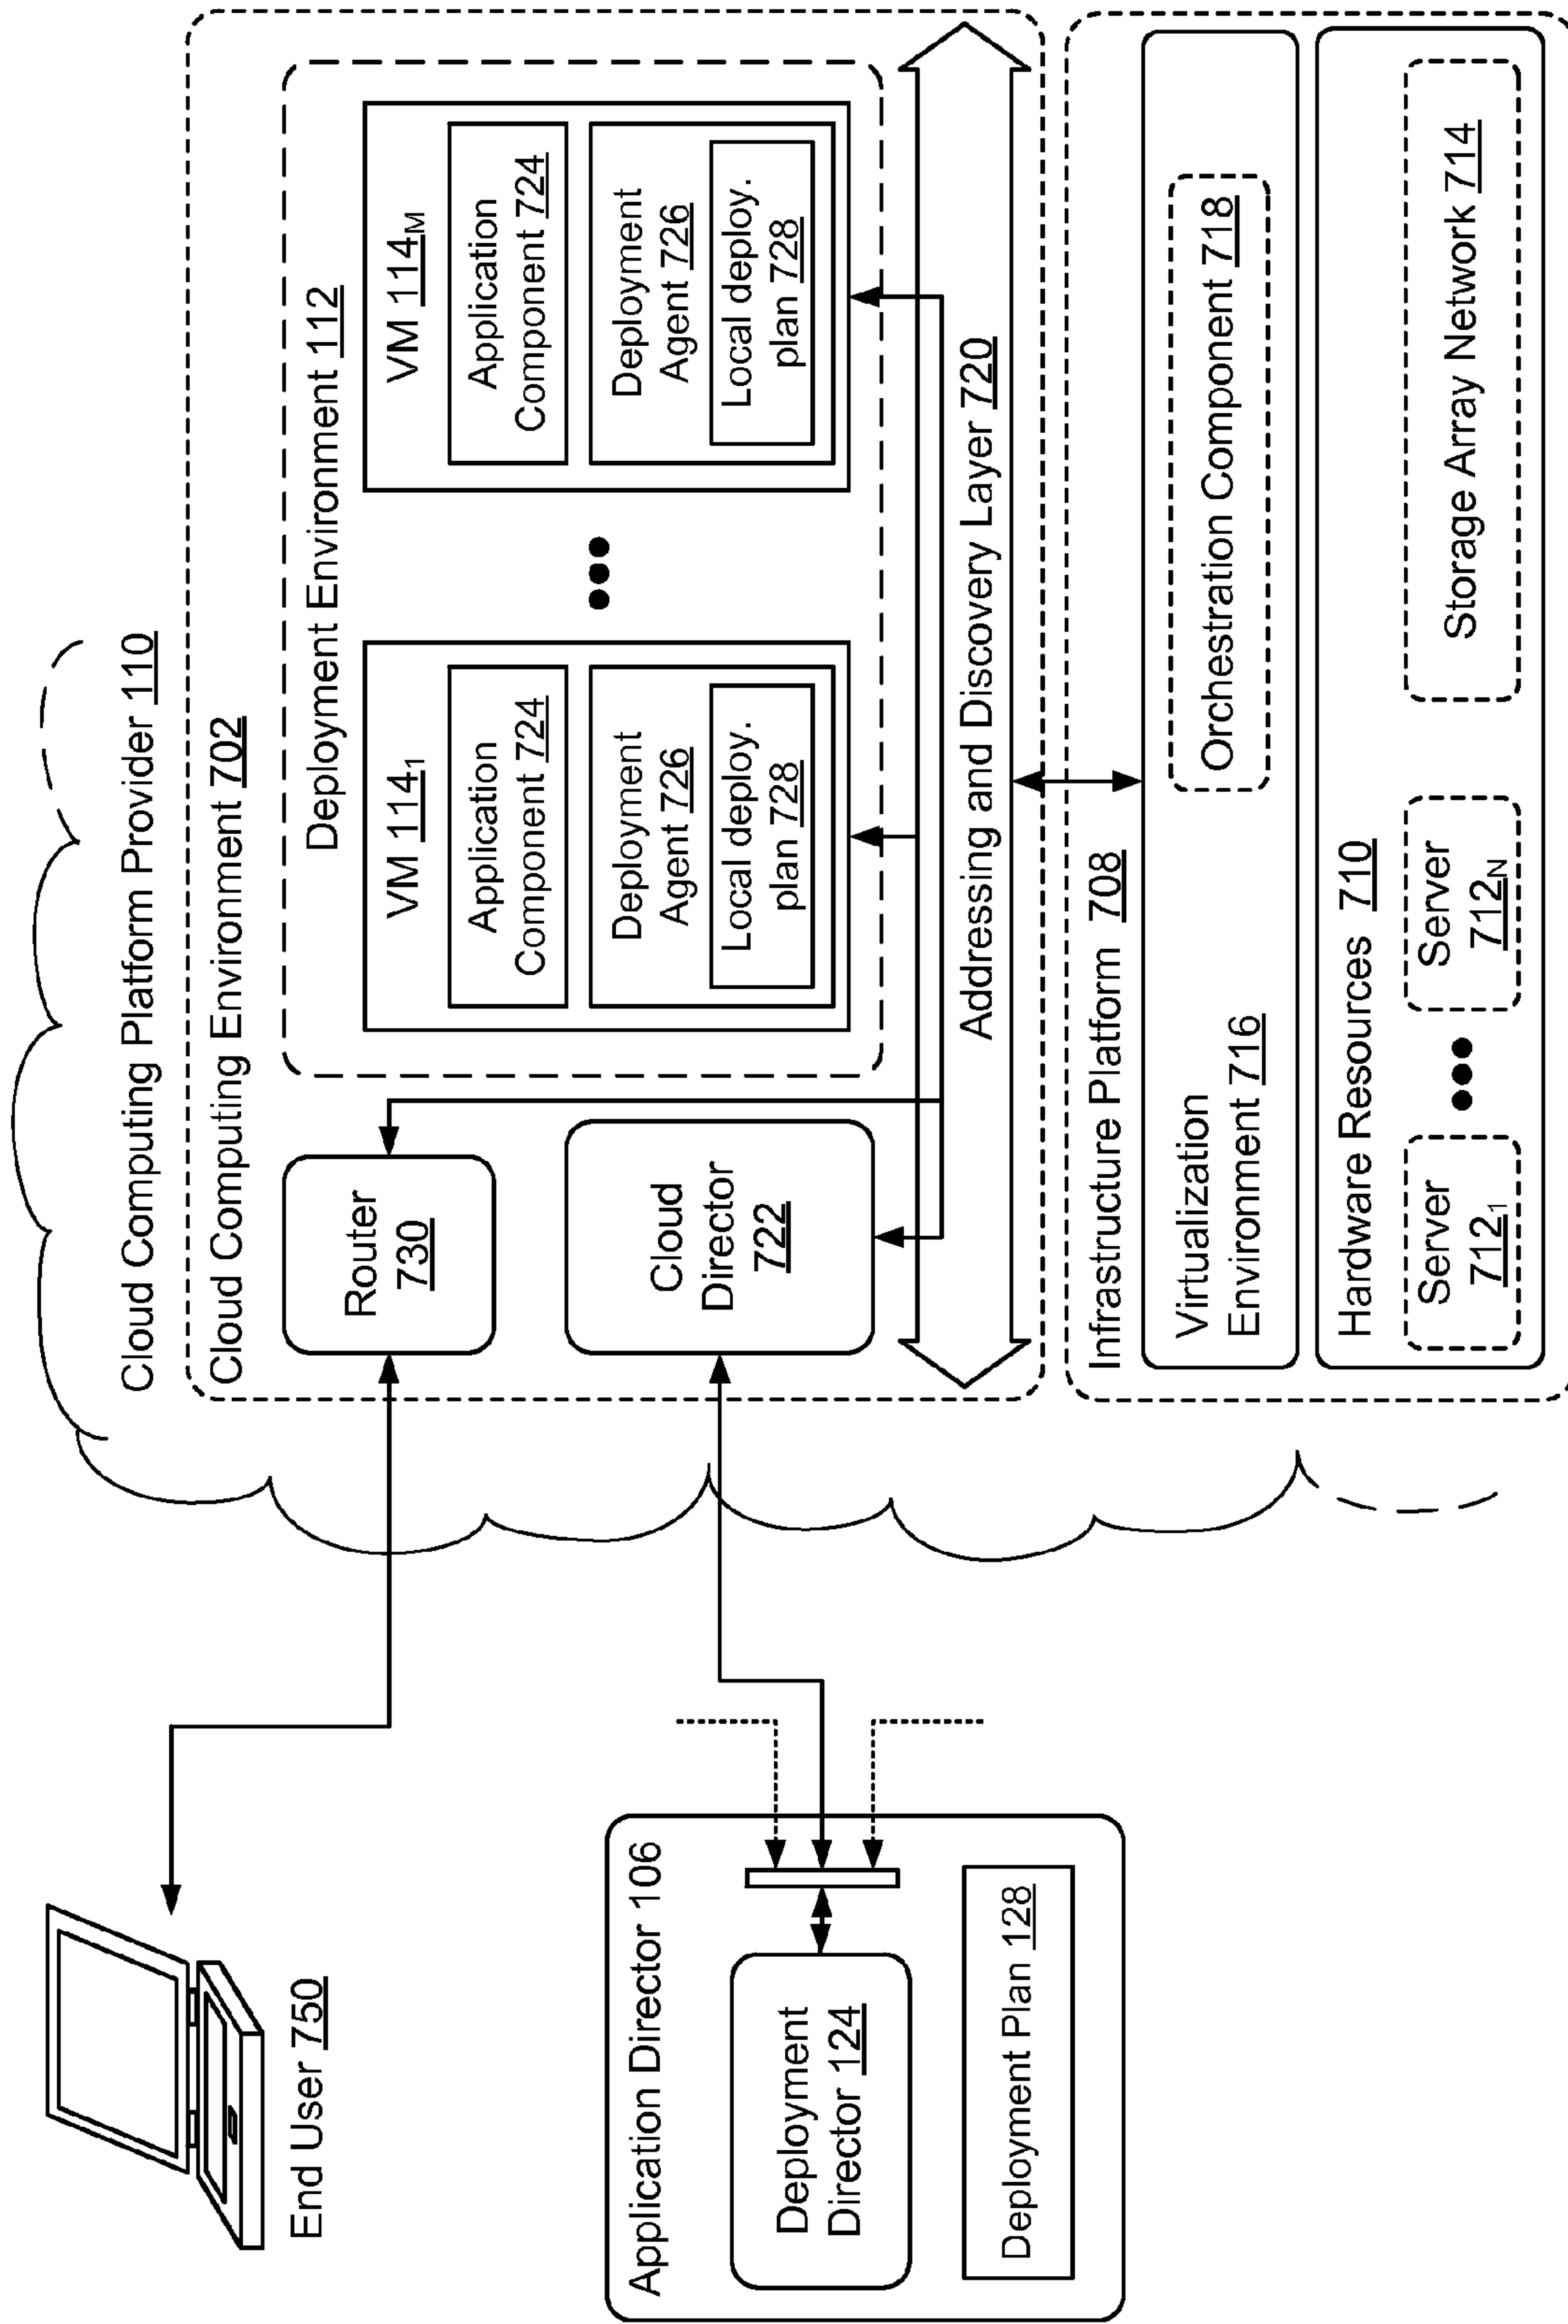 Cloud Computing Platform Provider 110
Cloud Computing Environment 702
Deployment Environment 112
Router
730
Cloud
Director
722
VM 114₁
Application
Component 724
Deployment
Agent 726
Local deploy.
plan 728
VM 114M
Application
Component 724
Deployment
Agent 726
Local deploy.
plan 728
Addressing and Discovery Layer 720
Infrastructure Platform 708
Virtualization
Environment 716
Orchestration Component 718
Hardware Resources 710
Server
712₁
Server
712N
Storage Array Network 714
End User 750
Application Director 106
Deployment
Director 124
Deployment Plan 128